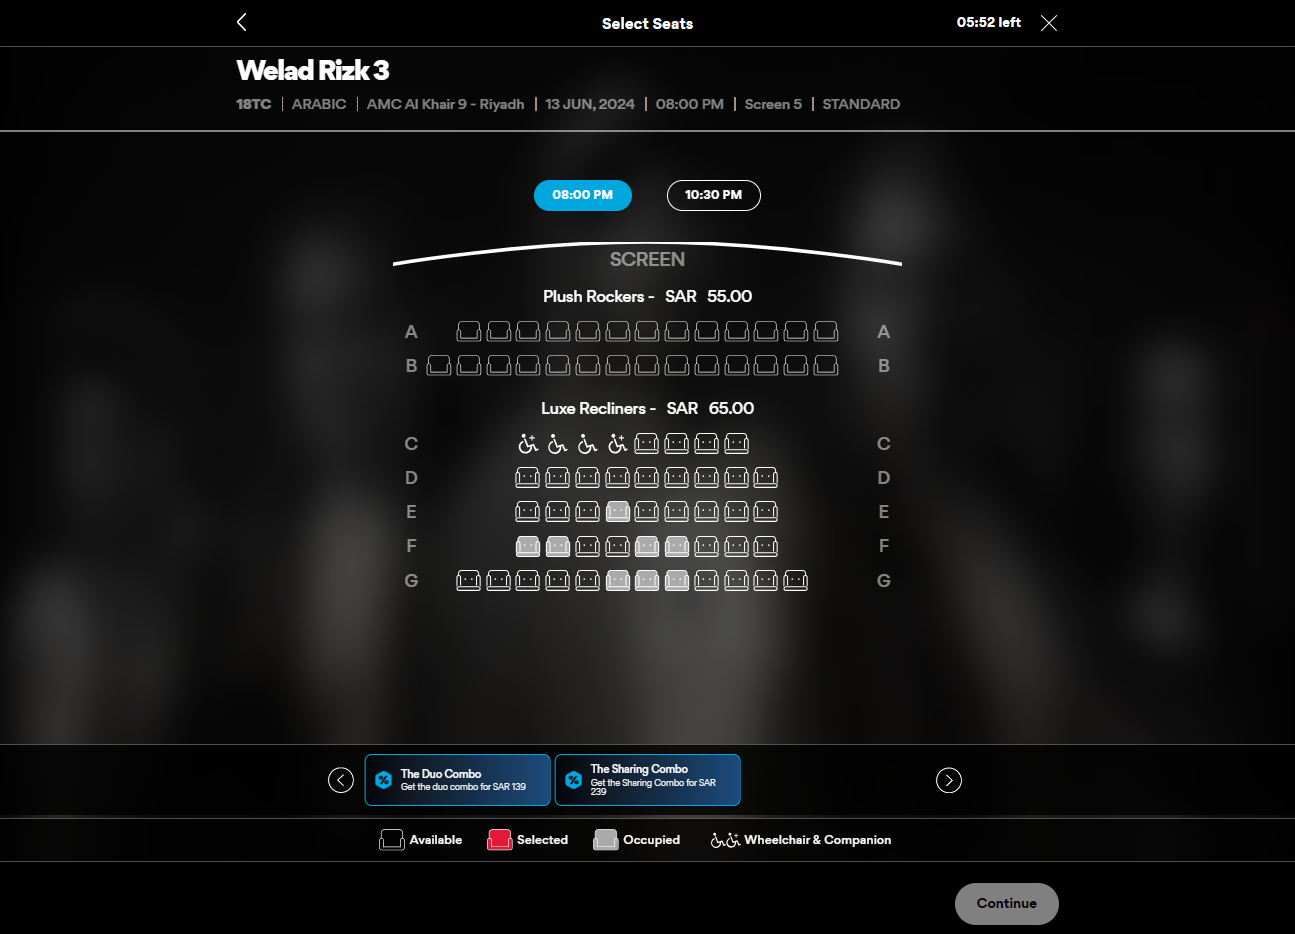 Select Seats
05:52 left
Welad Rizk 3
18TC | ARABIC | AMC Al Khair 9 - Riyadh | 13 JUN, 2024 | 08:00 PM | Screen 5 | STANDARD
08:00 PM
10:30 PM
SCREEN
Plush Rockers - SAR 55.00
A A
B B
Luxe Recliners - SAR 65.00
C C
D D
E E
F F
G G
The Duo Combo
Get the duo combo for SAR 139
The Sharing Combo
Get the Sharing Combo for SAR
239
Available
Selected
Occupied
Wheelchair & Companion
Continue